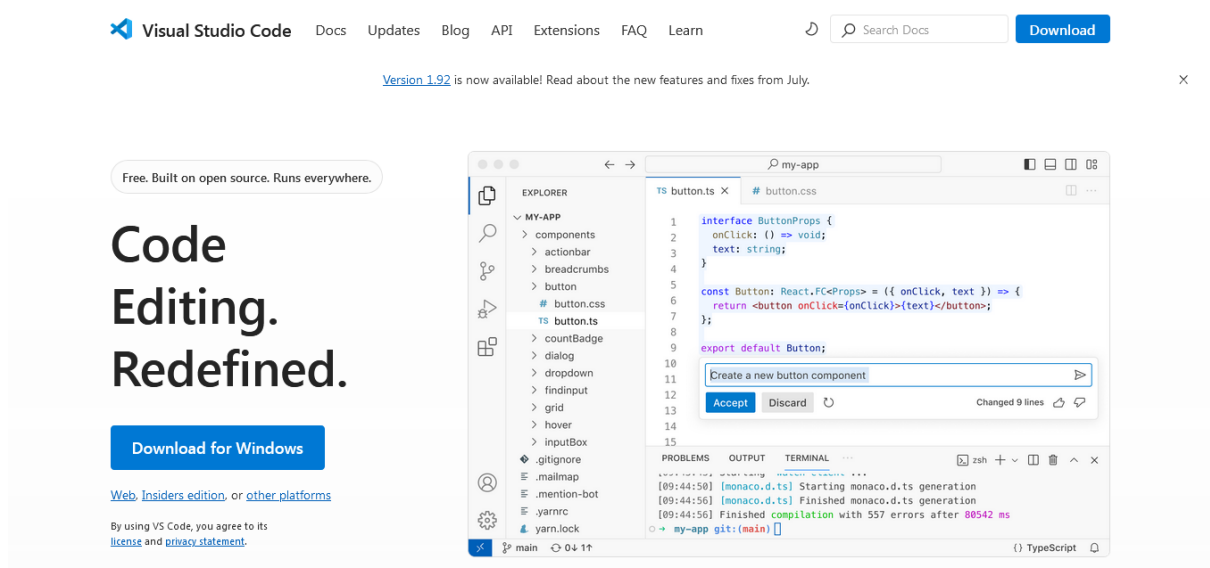 Visual Studio Code Docs Updates Blog API Extensions FAQ Learn Search Docs Download
Version 1.92 is now available! Read about the new features and fixes from July.
Free. Built on open source. Runs everywhere.
Code
Editing.
Redefined.
Download for Windows
Web, Insiders edition, or other platforms
By using VS Code, you agree to its
license and privacy statement.
my-app
EXPLORER
MY-APP
components
actionbar
breadcrumbs
button
# button.css
TS button.ts
countBadge
dialog
dropdown
findinput
grid
hover
inputBox
.gitignore
.mailmap
.mention-bot
.yarnrc
yarn.lock
TS button.ts # button.css
1 interface ButtonProps {
2 onClick: () => void;
3 text: string;
4 }
5
6 const Button: React.FC<Props> = ({ onClick, text }) => {
7 return <button onClick={onClick}>{text}</button>;
8 };
9 export default Button;
10
11
12
13
14
15
Create a new button component
Accept Discard Changed 9 lines
PROBLEMS OUTPUT TERMINAL ··· zsh
[09:44:50] [monaco.d.ts] Starting monaco.d.ts generation
[09:44:56] [monaco.d.ts] Finished monaco.d.ts generation
[09:44:56] Finished compilation with 557 errors after 80542 ms
my-app git:(main)
main 0↓ 1↑ {} TypeScript